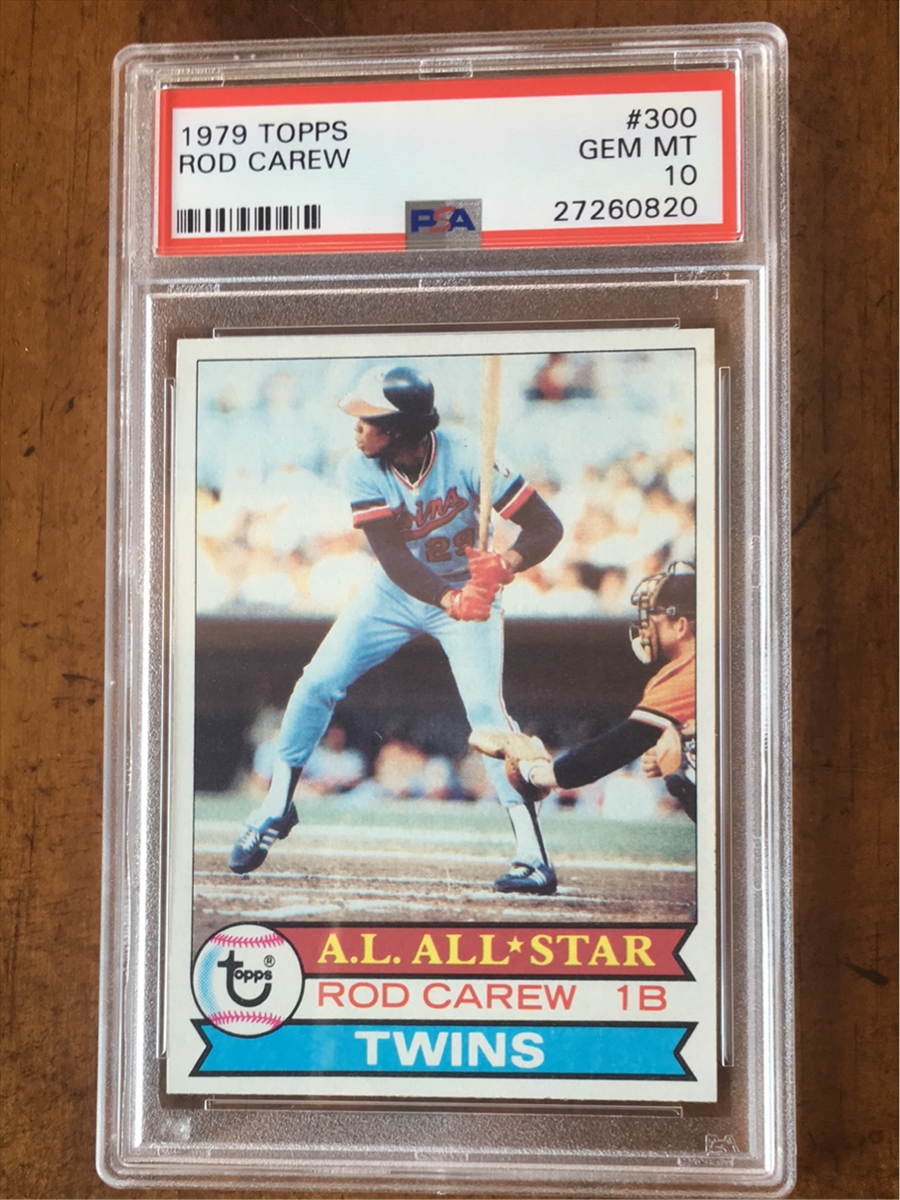 1979 TOPPS #300
ROD CAREW GEM MT
10
PSA 27260820
Twins
29
A.L. ALL★STAR
topps®
ROD CAREW 1B
TWINS